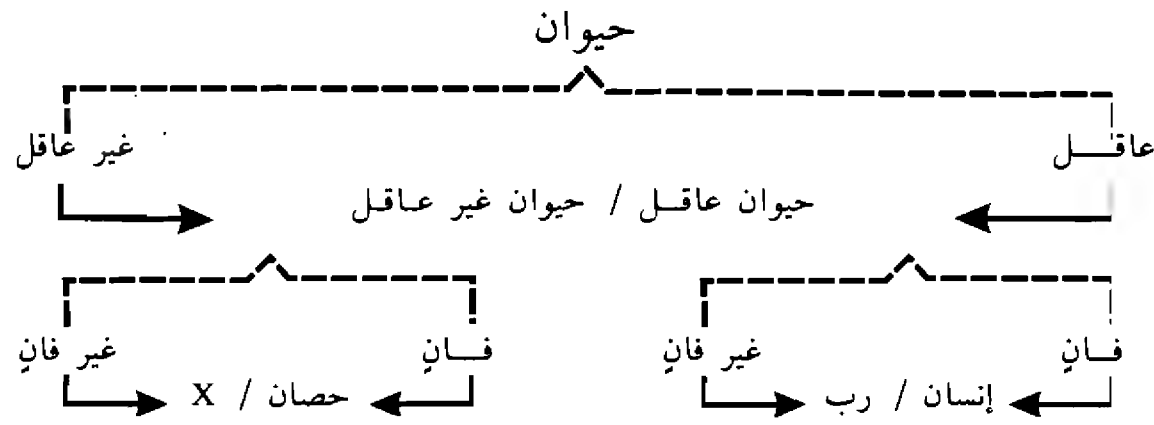 حيوان
عاقل غير عاقل
حيوان عاقل / حيوان غير عاقل
فانٍ غير فانٍ فانٍ غير فانٍ
إنسان / رب حصان / X